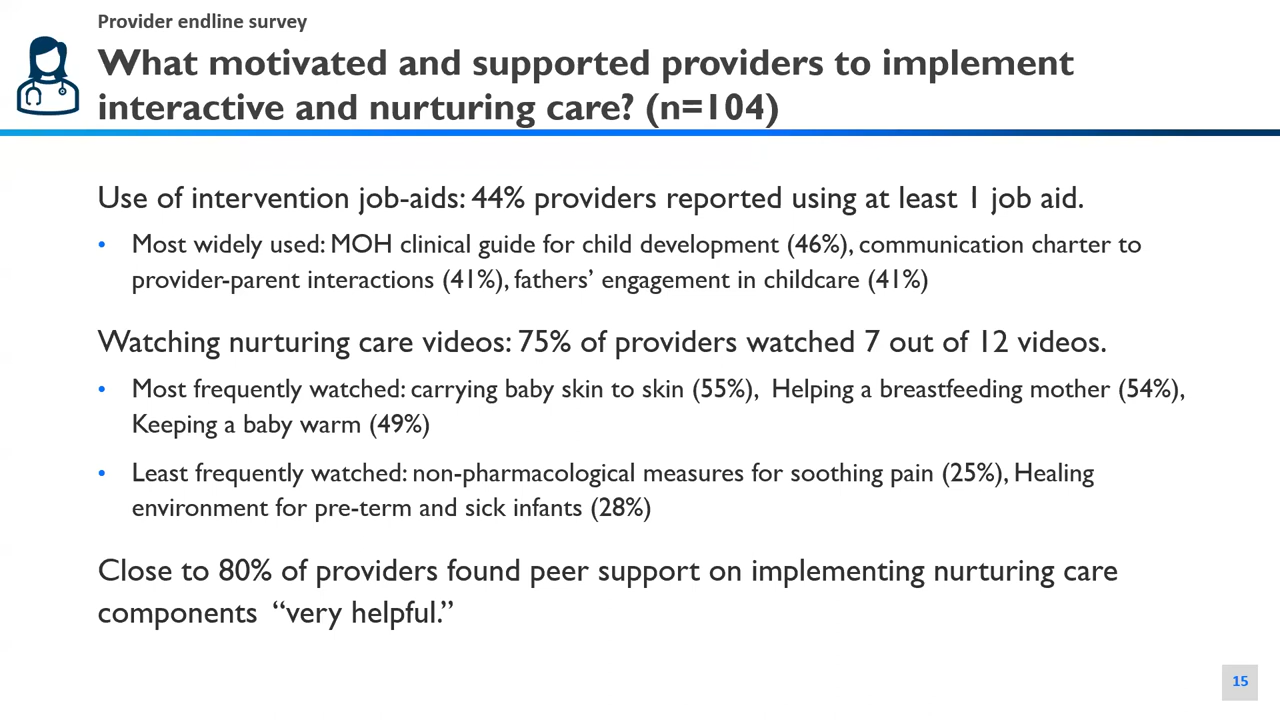 Provider endline survey
What motivated and supported providers to implement
interactive and nurturing care? (n=104)
Use of intervention job-aids: 44% providers reported using at least 1 job aid.
• Most widely used: MOH clinical guide for child development (46%), communication charter to
provider-parent interactions (41%), fathers’ engagement in childcare (41%)
Watching nurturing care videos: 75% of providers watched 7 out of 12 videos.
• Most frequently watched: carrying baby skin to skin (55%),  Helping a breastfeeding mother (54%),
Keeping a baby warm (49%)
• Least frequently watched: non-pharmacological measures for soothing pain (25%), Healing
environment for pre-term and sick infants (28%)
Close to 80% of providers found peer support on implementing nurturing care
components  “very helpful.”
15